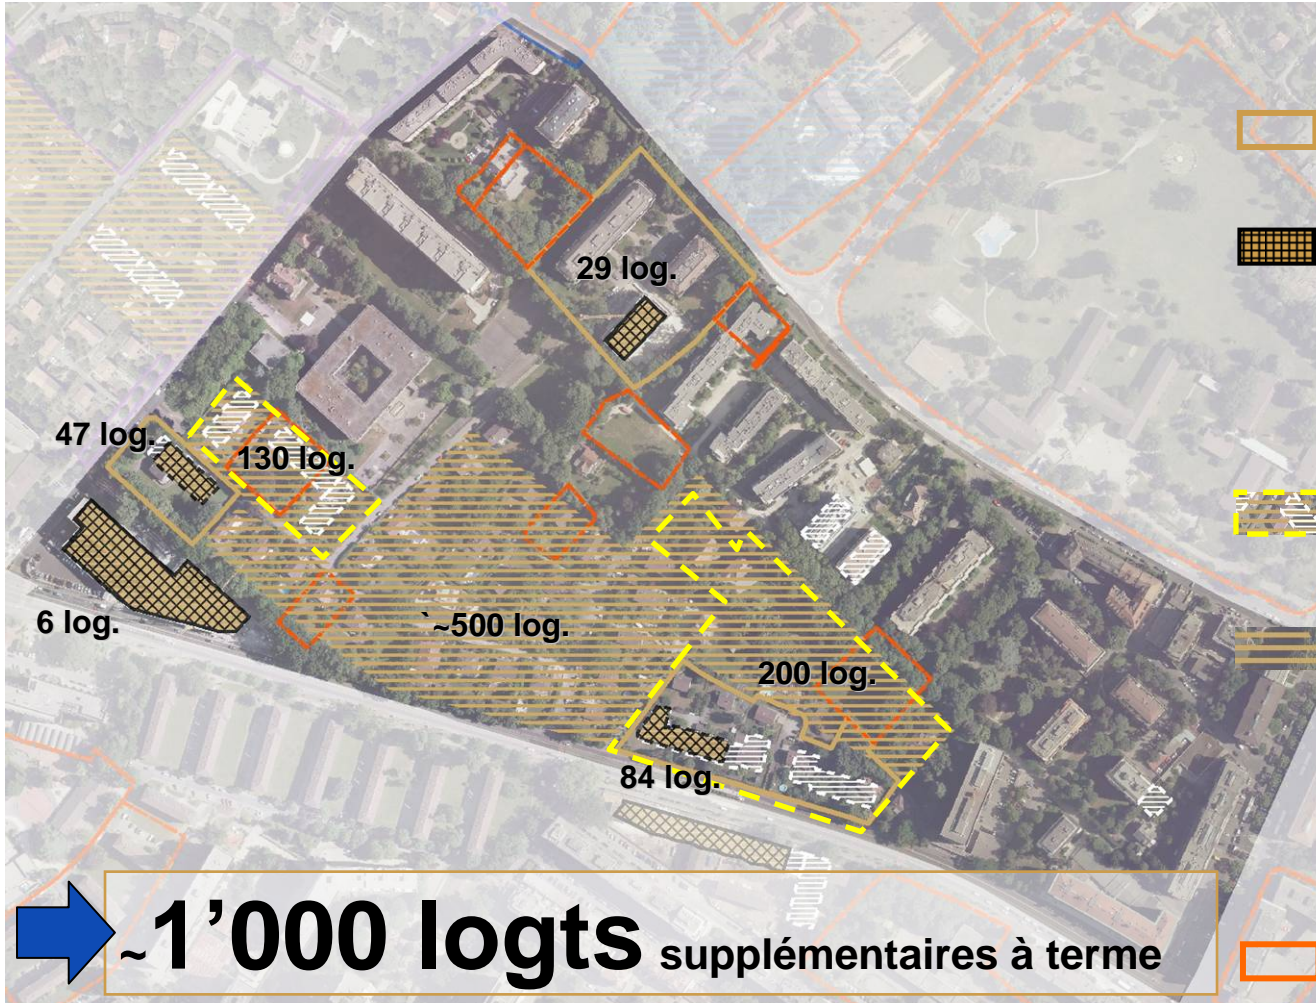 29 log.
47 log.
130 log.
6 log.
`~500 log.
200 log.
84 log.
~1’000 logts supplémentaires à terme